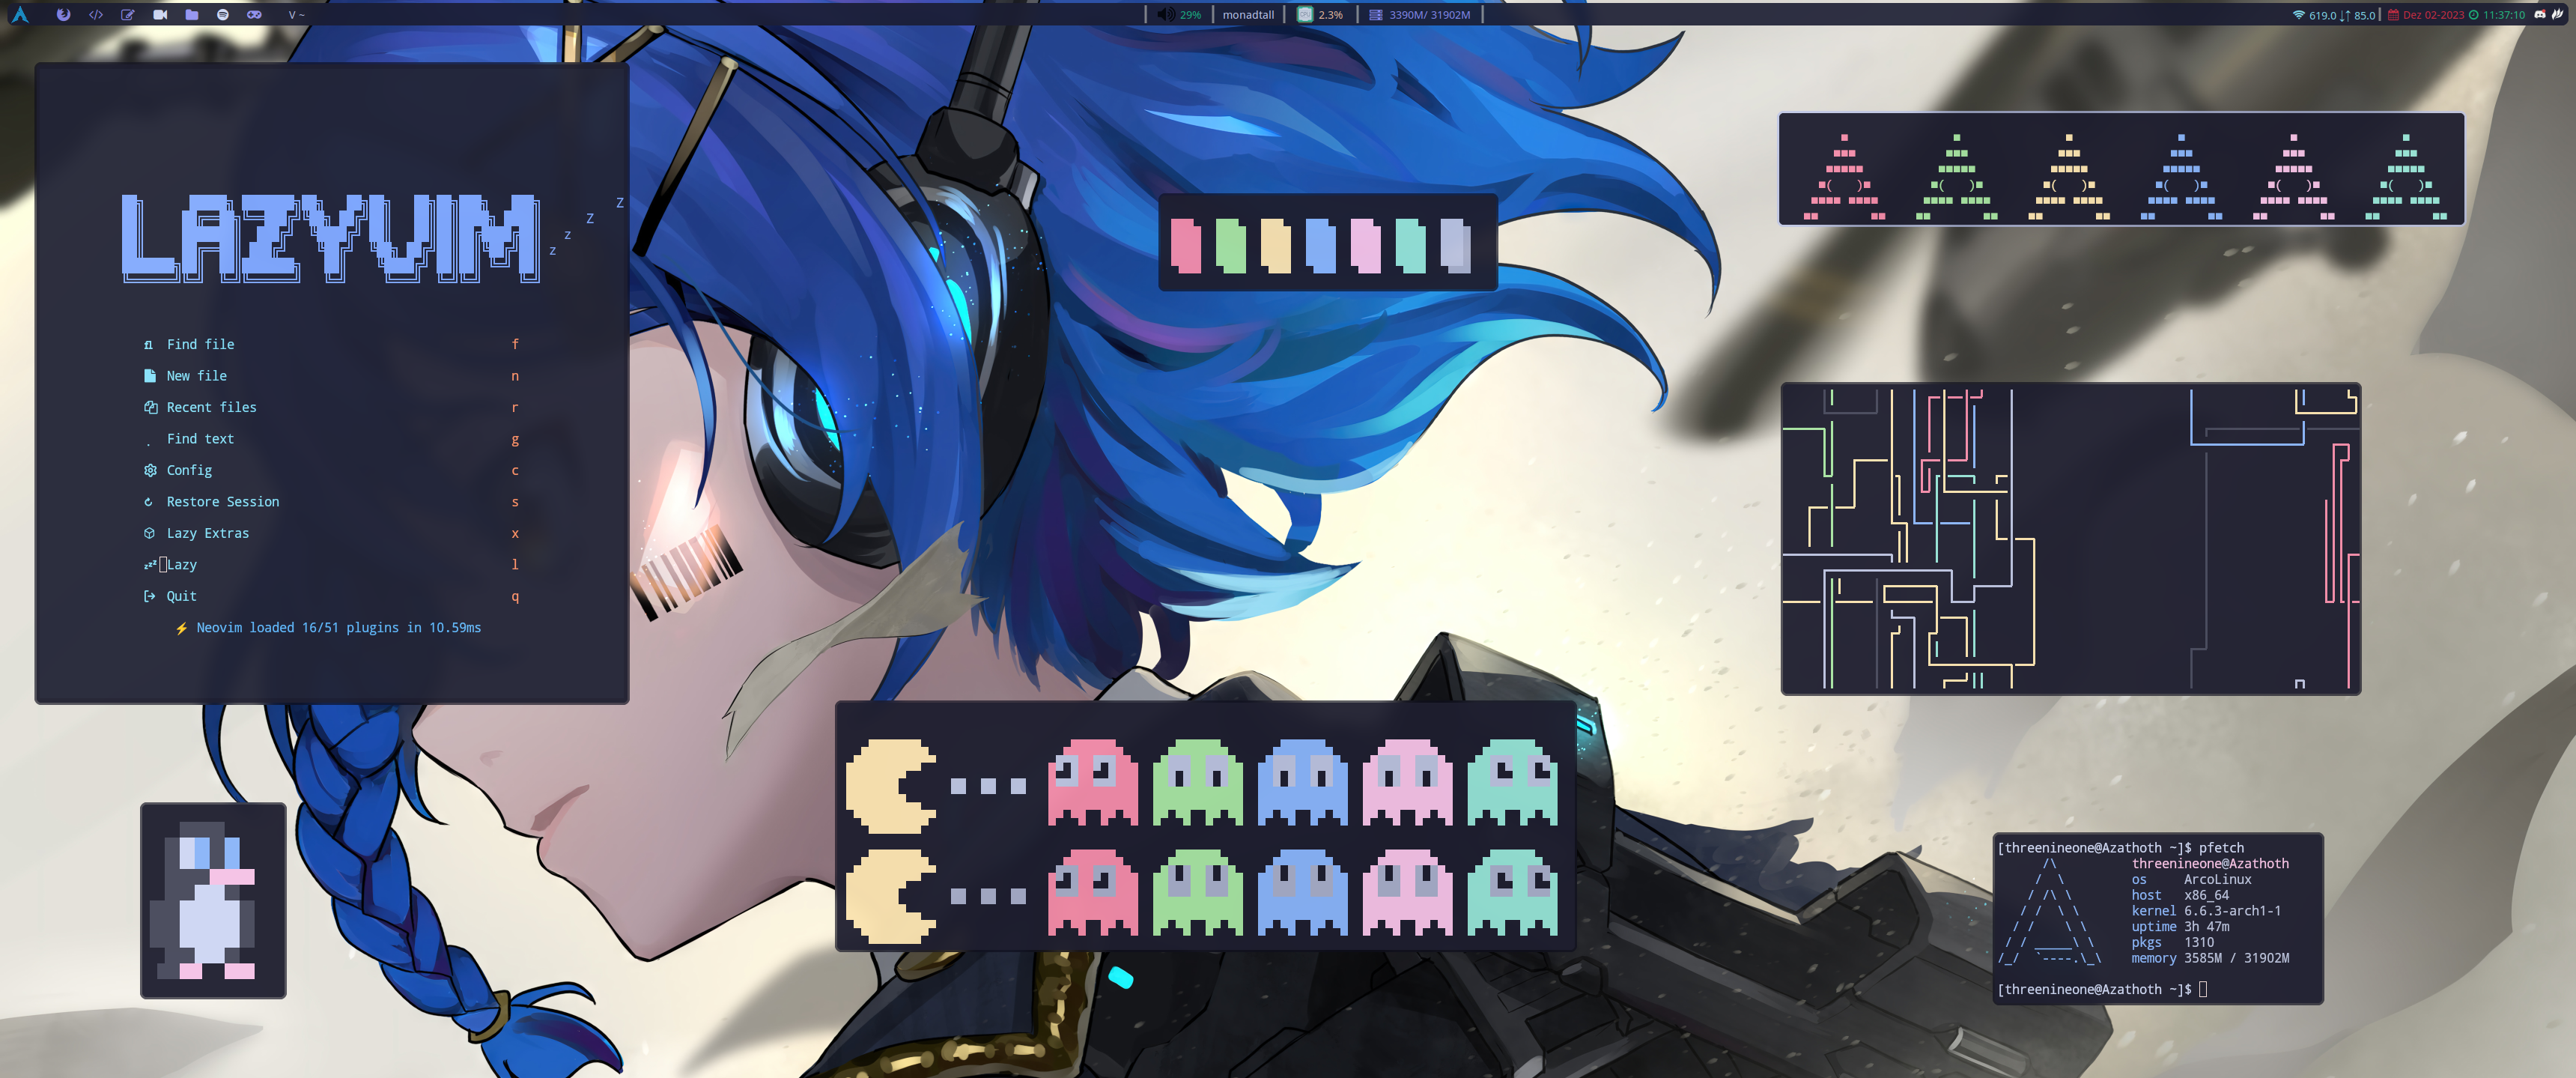 V ~
29%
monadtall
2.3%
3390M/ 31902M
619.0 ↓↑ 85.0
Dez 02-2023
11:37:10
LAZYVIM
Z
Z
z
z
Find file f
New file n
Recent files r
Find text g
Config c
Restore Session s
Lazy Extras x
zzz Lazy l
Quit q
⚡ Neovim loaded 16/51 plugins in 10.59ms
[threenineone@Azathoth ~]$ pfetch
threenineone@Azathoth
os ArcoLinux
host x86_64
kernel 6.6.3-arch1-1
uptime 3h 47m
pkgs 1310
memory 3585M / 31902M
[threenineone@Azathoth ~]$